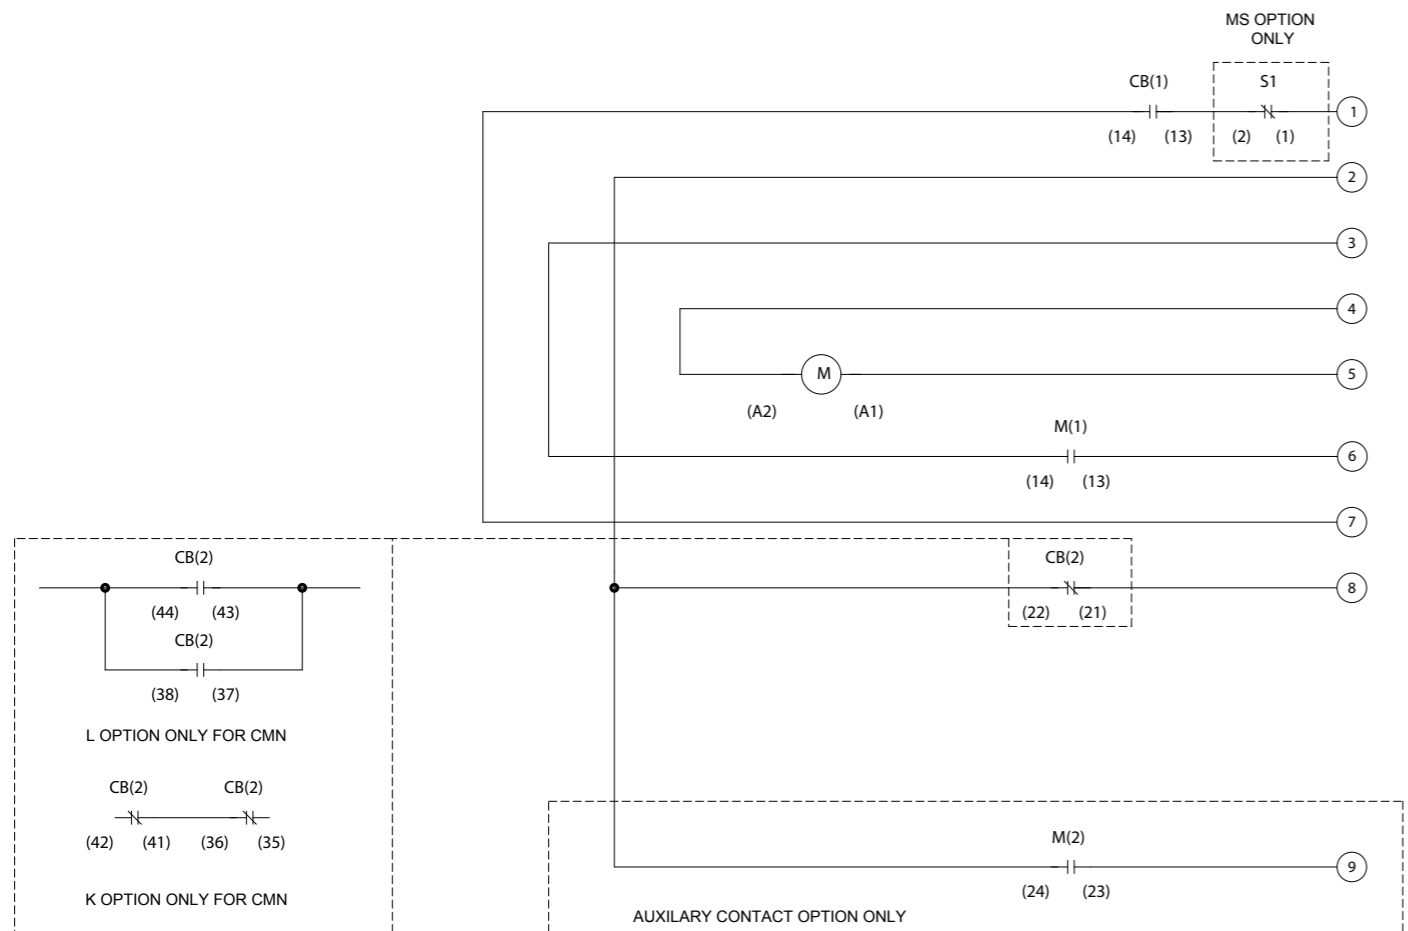 MS OPTION
ONLY
CB(1)
S1
(14) (13) (2) (1)
1
2
3
4
M
5
(A2) (A1)
M(1)
6
(14) (13)
7
CB(2)
(44) (43)
CB(2)
(38) (37)
L OPTION ONLY FOR CMN
CB(2) CB(2)
(42) (41) (36) (35)
K OPTION ONLY FOR CMN
CB(2)
8
(22) (21)
M(2)
9
(24) (23)
AUXILARY CONTACT OPTION ONLY